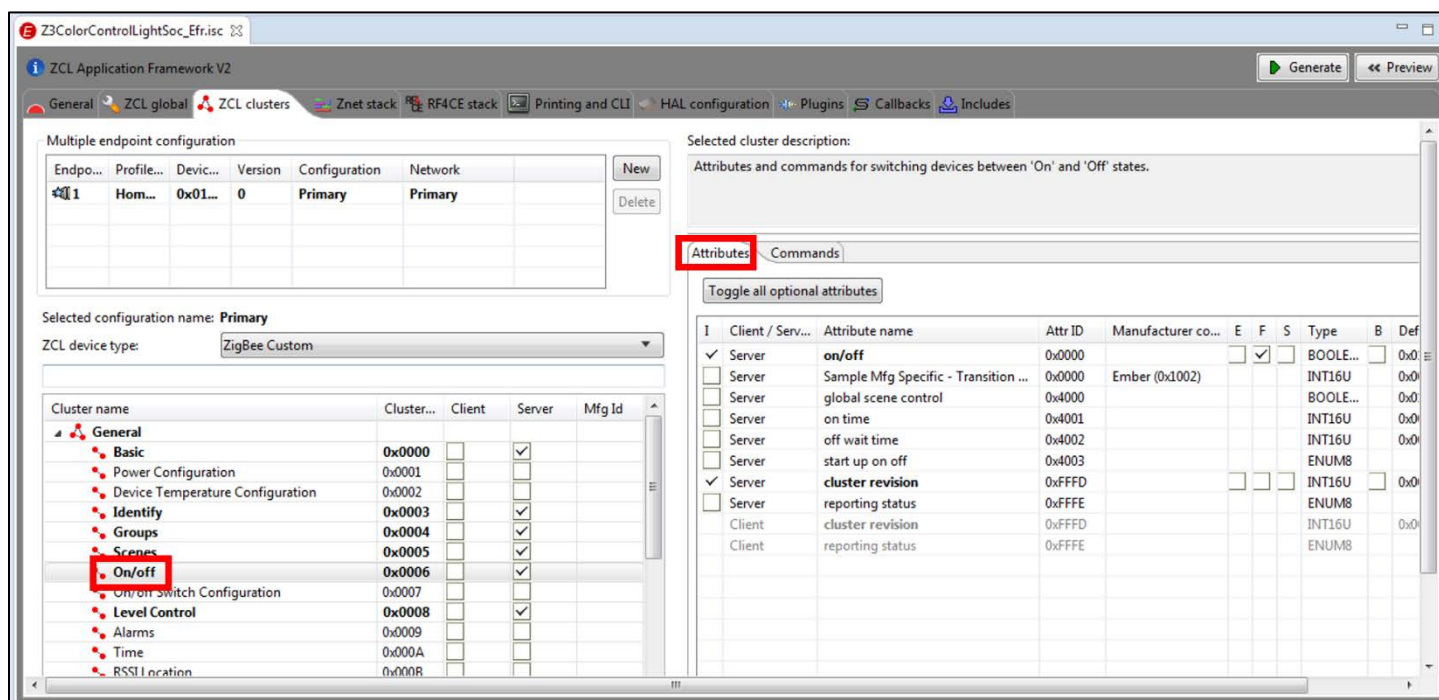 Z3ColorControlLightSoc_Efr.isc
ZCL Application Framework V2
Generate
Preview
General ZCL global ZCL clusters Znet stack RF4CE stack Printing and CLI HAL configuration Plugins Callbacks Includes
Multiple endpoint configuration
Endpo... Profile... Devic... Version Configuration Network
1 Hom... 0x01... 0 Primary Primary
New
Delete
Selected configuration name: Primary
ZCL device type: ZigBee Custom
Cluster name Cluster... Client Server Mfg Id
General
Basic 0x0000
Power Configuration 0x0001
Device Temperature Configuration 0x0002
Identify 0x0003
Groups 0x0004
Scenes 0x0005
On/off 0x0006
On/off Switch Configuration 0x0007
Level Control 0x0008
Alarms 0x0009
Time 0x000A
RSSI Location 0x000B
Selected cluster description:
Attributes and commands for switching devices between 'On' and 'Off' states.
Attributes Commands
Toggle all optional attributes
I Client / Serv... Attribute name Attr ID Manufacturer co... E F S Type B Def
Server on/off 0x0000 BOOLE...
Server Sample Mfg Specific - Transition ... 0x0000 Ember (0x1002) INT16U
Server global scene control 0x4000 BOOLE...
Server on time 0x4001 INT16U
Server off wait time 0x4002 INT16U
Server start up on off 0x4003 ENUM8
Server cluster revision 0xFFFD INT16U
Server reporting status 0xFFFE ENUM8
Client cluster revision 0xFFFD INT16U
Client reporting status 0xFFFE ENUM8